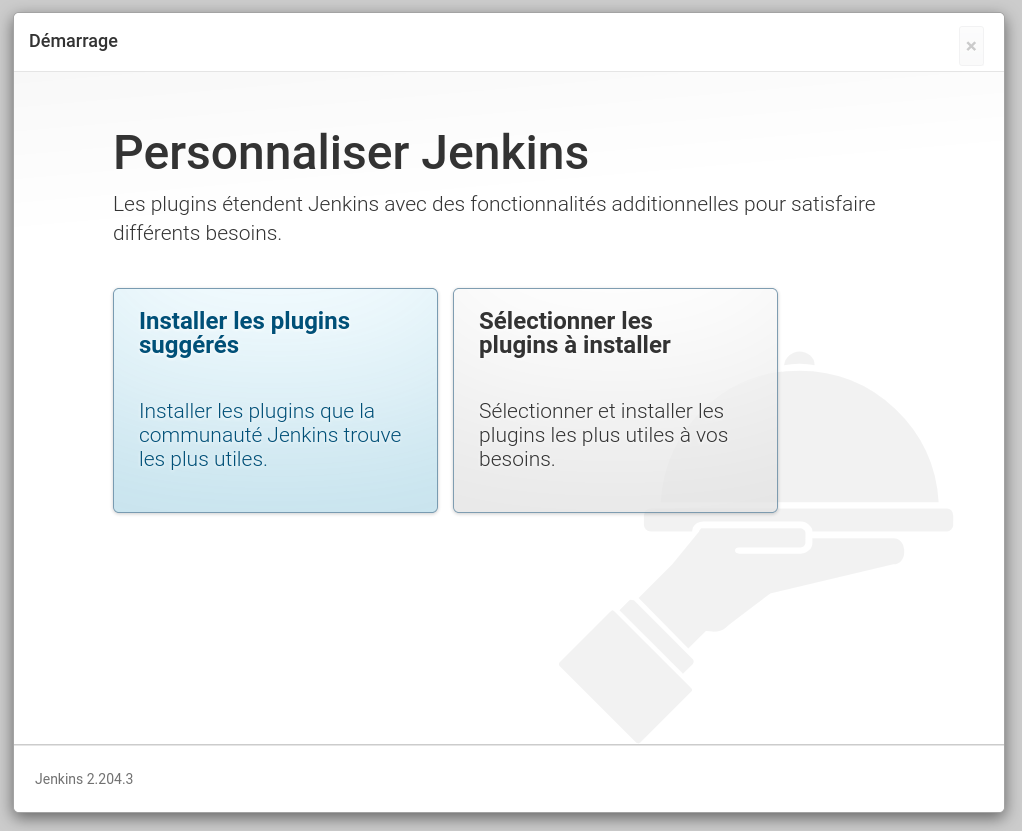 Démarrage
×
Personnaliser Jenkins
Les plugins étendent Jenkins avec des fonctionnalités additionnelles pour satisfaire
différents besoins.
Installer les plugins
suggérés
Installer les plugins que la
communauté Jenkins trouve
les plus utiles.
Sélectionner les
plugins à installer
Sélectionner et installer les
plugins les plus utiles à vos
besoins.
Jenkins 2.204.3